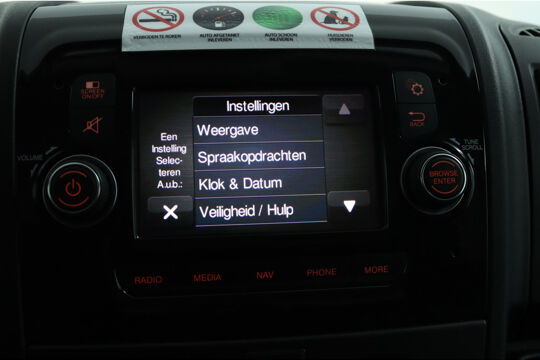 VERBODEN TE ROKEN
AUTO AFGETANKT
INLEVEREN
AUTO SCHOON
INLEVEREN
HUISDIEREN
VERBODEN
SCREEN
ON/OFF
Instellingen
Weergave
Een
Instelling
Selec-
teren
A.u.b.:
Spraakopdrachten
Klok & Datum
Veiligheid / Hulp
BACK
VOLUME
TUNE
SCROLL
BROWSE
ENTER
RADIO
MEDIA
NAV
PHONE
MORE